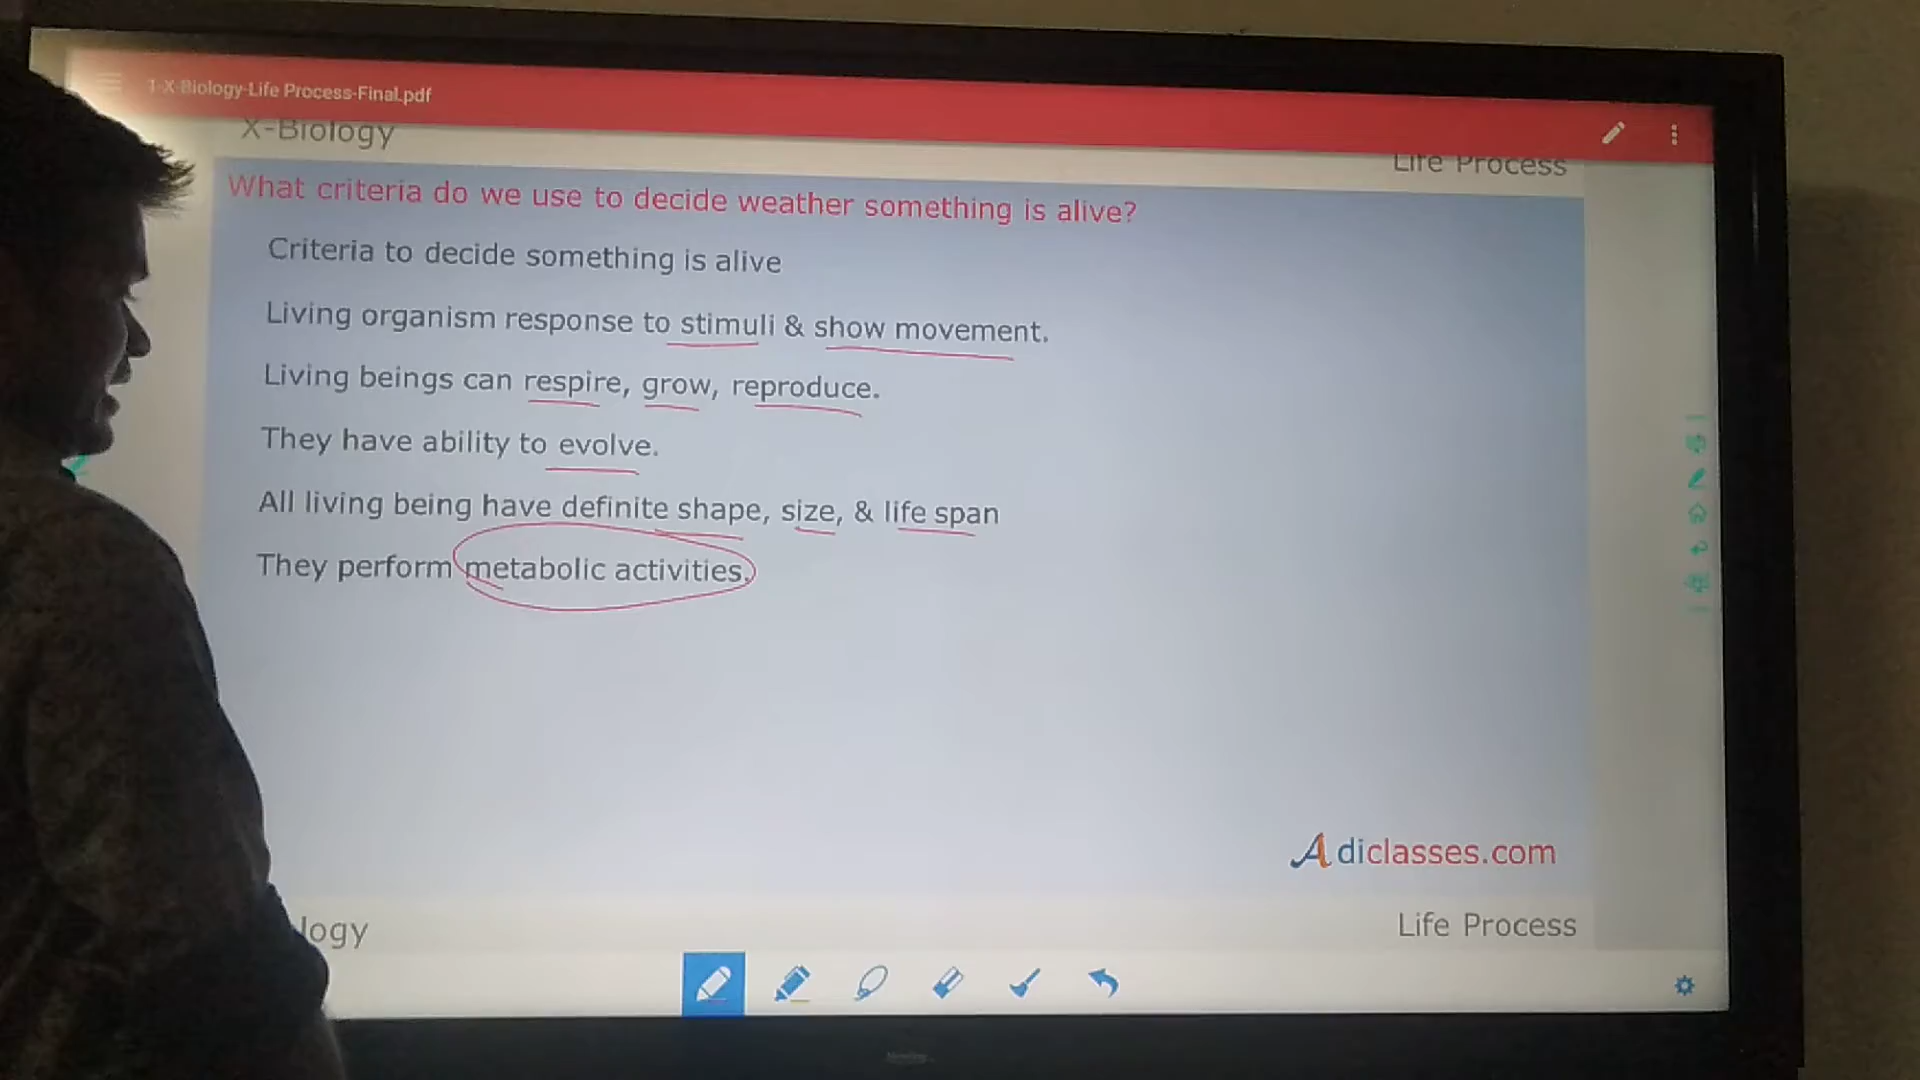 1-X-Biology-Life Process-Final.pdf
X-Biology
Life Process
What criteria do we use to decide weather something is alive?
Criteria to decide something is alive
Living organism response to stimuli & show movement.
Living beings can respire, grow, reproduce.
They have ability to evolve.
All living being have definite shape, size, & life span
They perform metabolic activities.
Adiclasses.com
logy
Life Process